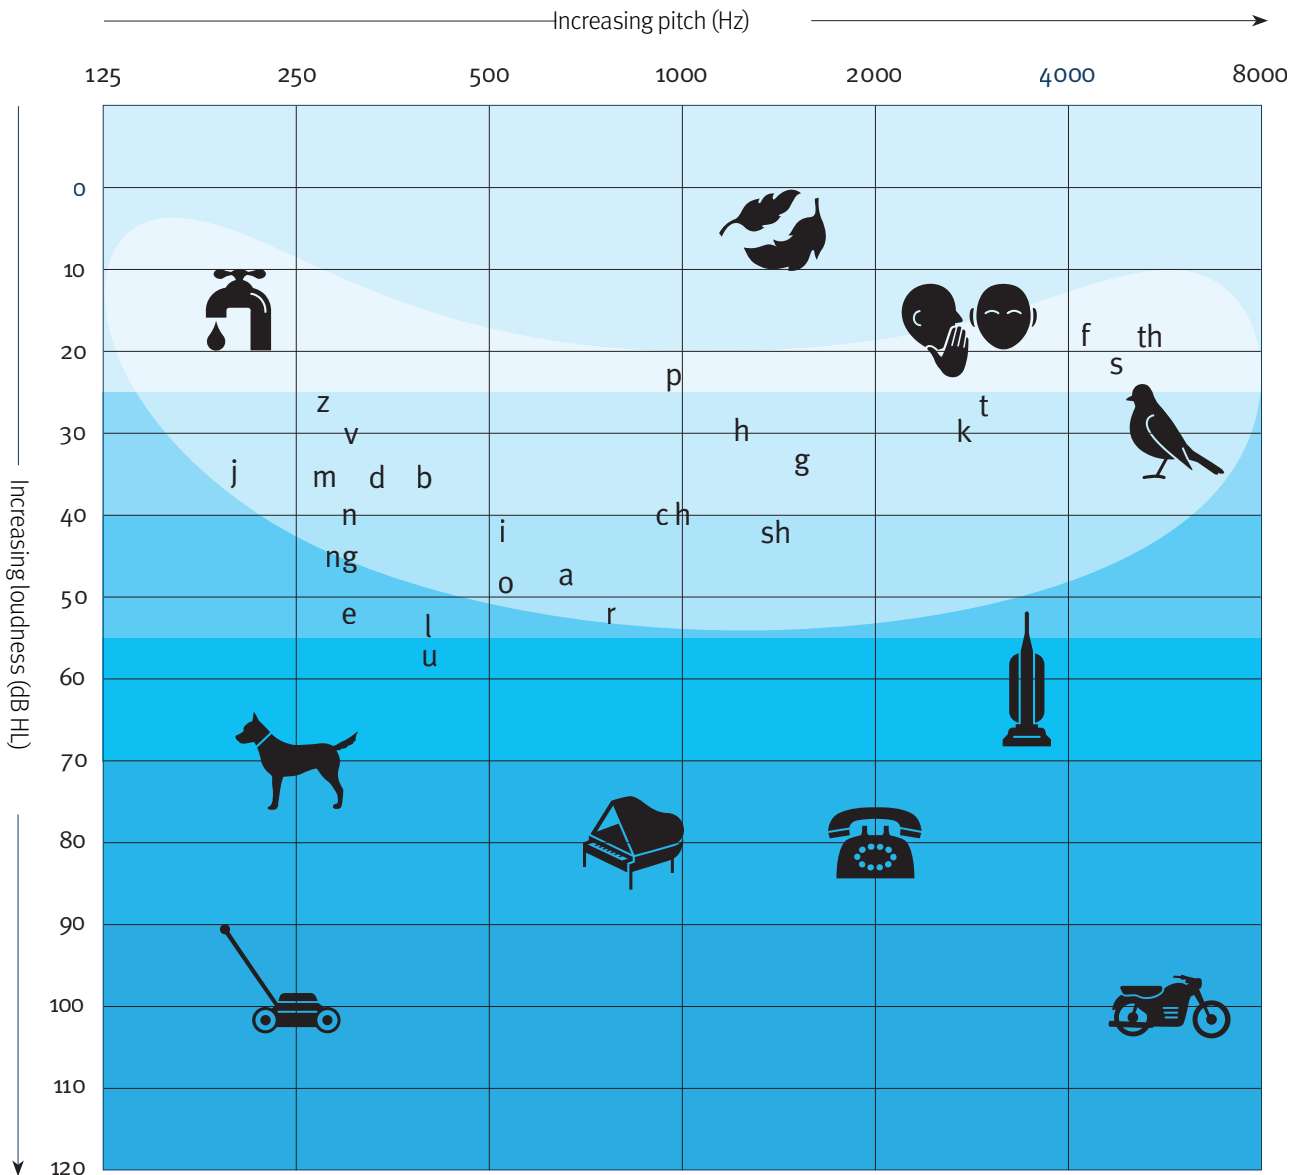 Increasing pitch (Hz)
125 250 500 1000 2000 4000 8000
Increasing loudness (dB HL)
0
10
20
30
40
50
60
70
80
90
100
110
120
f th
s
p
z t
v h k
g
j m d b
n ch
i sh
ng
a
o
e r
l
u